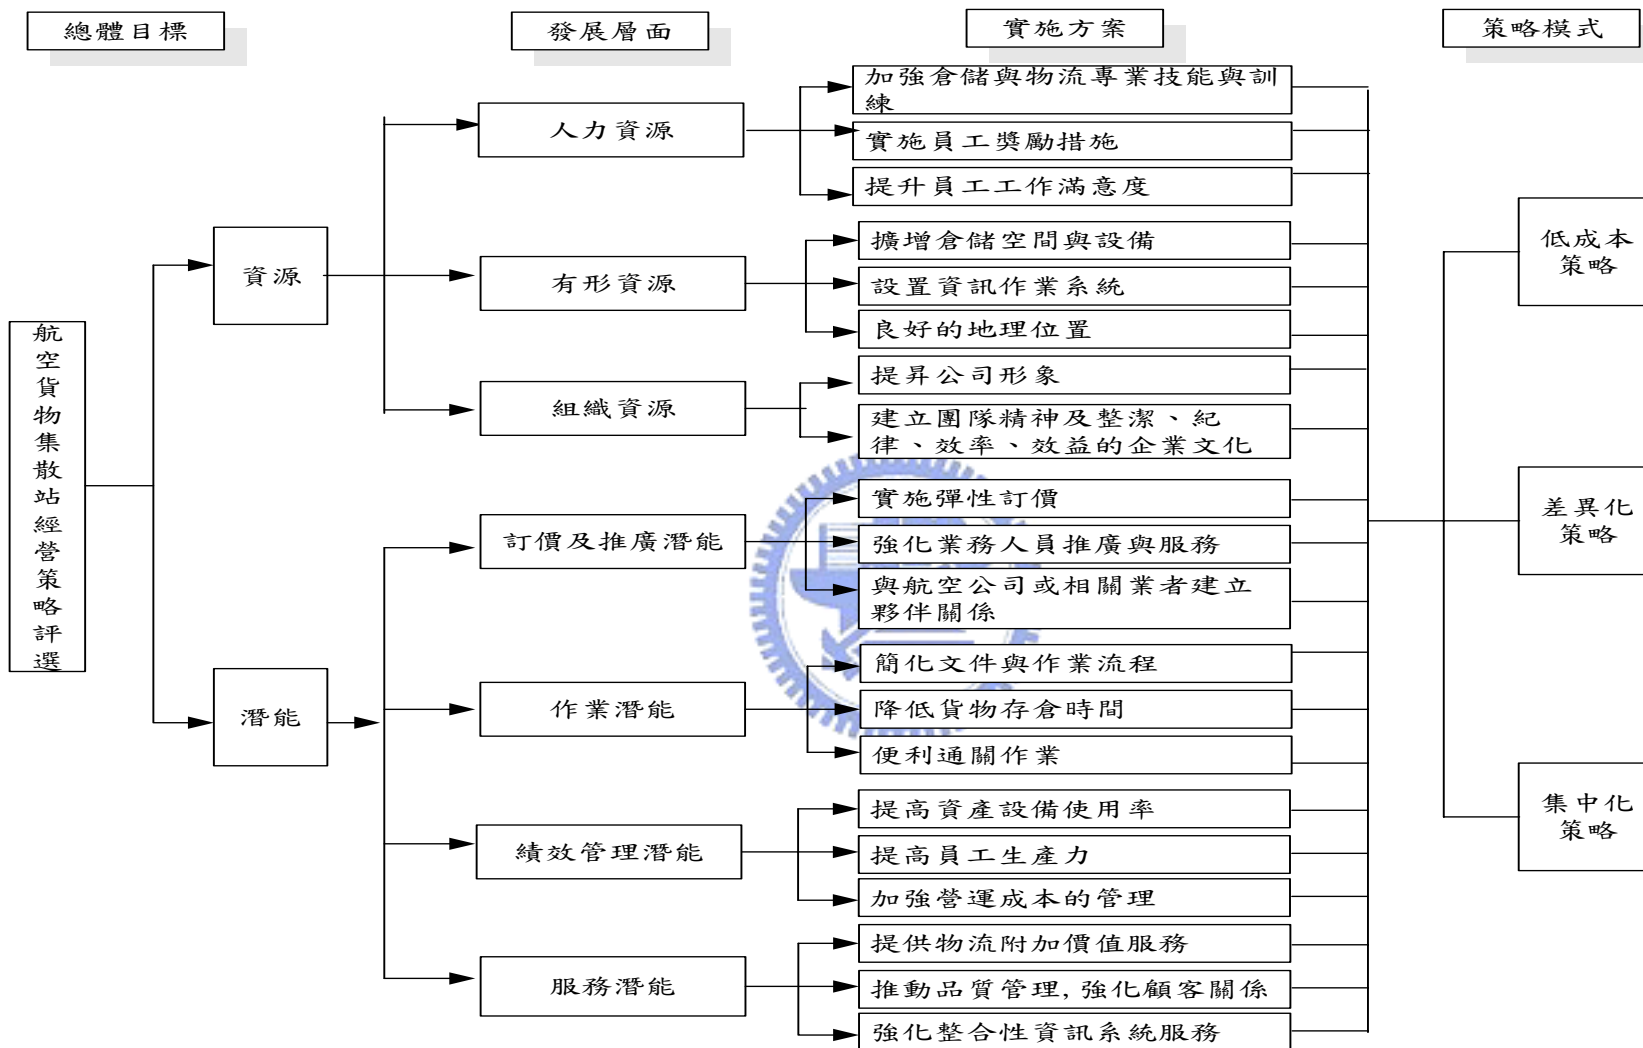 總體目標
發展層面
實施方案
策略模式
航空貨物集散站經營策略評選
資源
潛能
人力資源
有形資源
組織資源
訂價及推廣潛能
作業潛能
績效管理潛能
服務潛能
加強倉儲與物流專業技能與訓
練
實施員工獎勵措施
提升員工工作滿意度
擴增倉儲空間與設備
設置資訊作業系統
良好的地理位置
提昇公司形象
建立團隊精神及整潔、紀
律、效率、效益的企業文化
實施彈性訂價
強化業務人員推廣與服務
與航空公司或相關業者建立
夥伴關係
簡化文件與作業流程
降低貨物存倉時間
便利通關作業
提高資產設備使用率
提高員工生產力
加強營運成本的管理
提供物流附加價值服務
推動品質管理,強化顧客關係
強化整合性資訊系統服務
低成本
策略
差異化
策略
集中化
策略